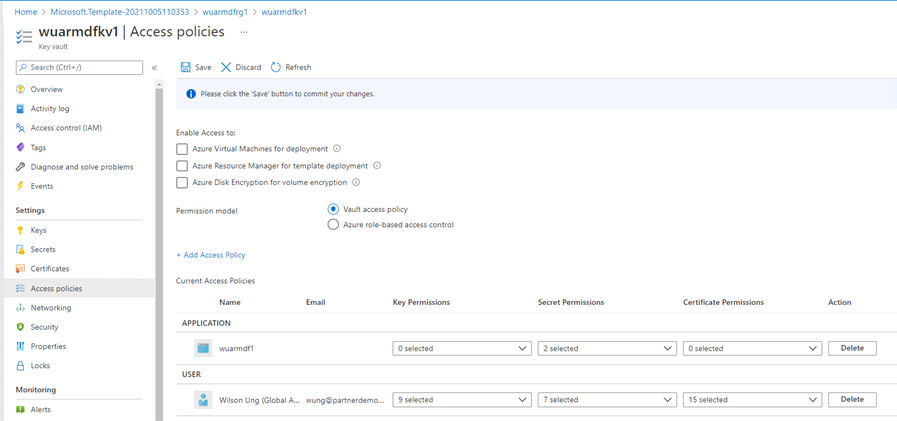 Home > Microsoft.Template-20211005110353 > wuarmdfrg1 > wuarmdfkv1
wuarmdfkv1 | Access policies ...
Key vault
Search (Ctrl+/) «
Save Discard Refresh
Please click the 'Save' button to commit your changes.
Overview
Activity log
Access control (IAM)
Tags
Diagnose and solve problems
Events
Settings
Keys
Secrets
Certificates
Access policies
Networking
Security
Properties
Locks
Monitoring
Alerts
Enable Access to:
Azure Virtual Machines for deployment
Azure Resource Manager for template deployment
Azure Disk Encryption for volume encryption
Permission model
Vault access policy
Azure role-based access control
+ Add Access Policy
Current Access Policies
Name Email Key Permissions Secret Permissions Certificate Permissions Action
APPLICATION
wuarmdf1 0 selected 2 selected 0 selected Delete
USER
Wilson Ung (Global A... wung@partnerdemo... 9 selected 7 selected 15 selected Delete